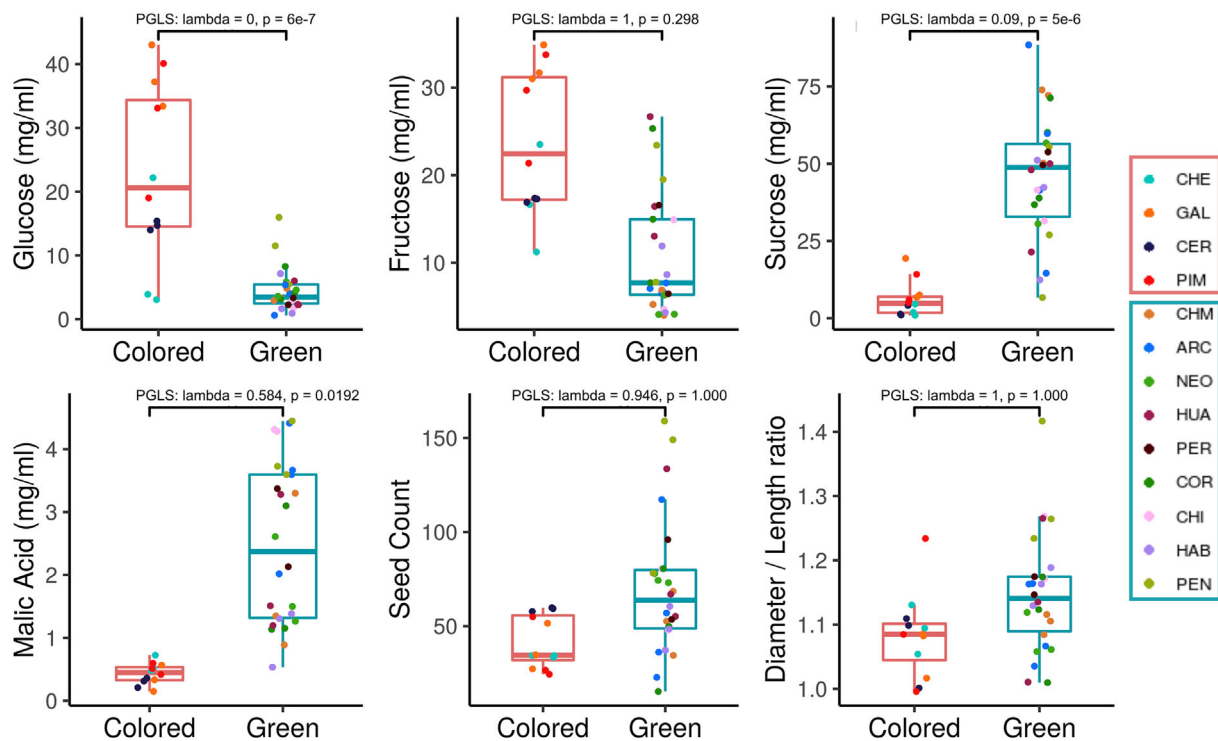 PGLS: lambda = 0, p = 6e-7
Glucose (mg/ml)
40
30
20
10
0
Colored
Green
PGLS: lambda = 1, p = 0.298
Fructose (mg/ml)
30
20
10
Colored
Green
PGLS: lambda = 0.09, p = 5e-6
Sucrose (mg/ml)
75
50
25
0
Colored
Green
PGLS: lambda = 0.584, p = 0.0192
Malic Acid (mg/ml)
4
3
2
1
0
Colored
Green
PGLS: lambda = 0.946, p = 1.000
Seed Count
150
100
50
Colored
Green
PGLS: lambda = 1, p = 1.000
Diameter / Length ratio
1.4
1.3
1.2
1.1
1.0
Colored
Green
CHE
GAL
CER
PIM
CHM
ARC
NEO
HUA
PER
COR
CHI
HAB
PEN